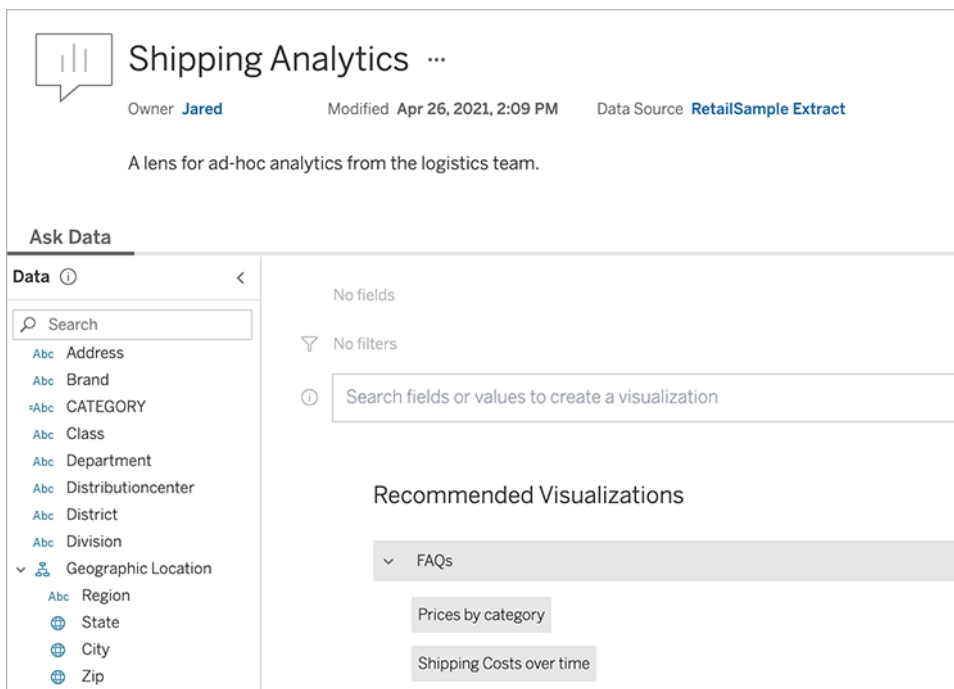 Shipping Analytics ...
Owner Jared Modified Apr 26, 2021, 2:09 PM Data Source RetailSample Extract
A lens for ad-hoc analytics from the logistics team.
Ask Data
Data
Search
Abc Address
Abc Brand
=Abc CATEGORY
Abc Class
Abc Department
Abc Distributioncenter
Abc District
Abc Division
Geographic Location
Abc Region
State
City
Zip
No fields
No filters
Search fields or values to create a visualization
Recommended Visualizations
FAQs
Prices by category
Shipping Costs over time